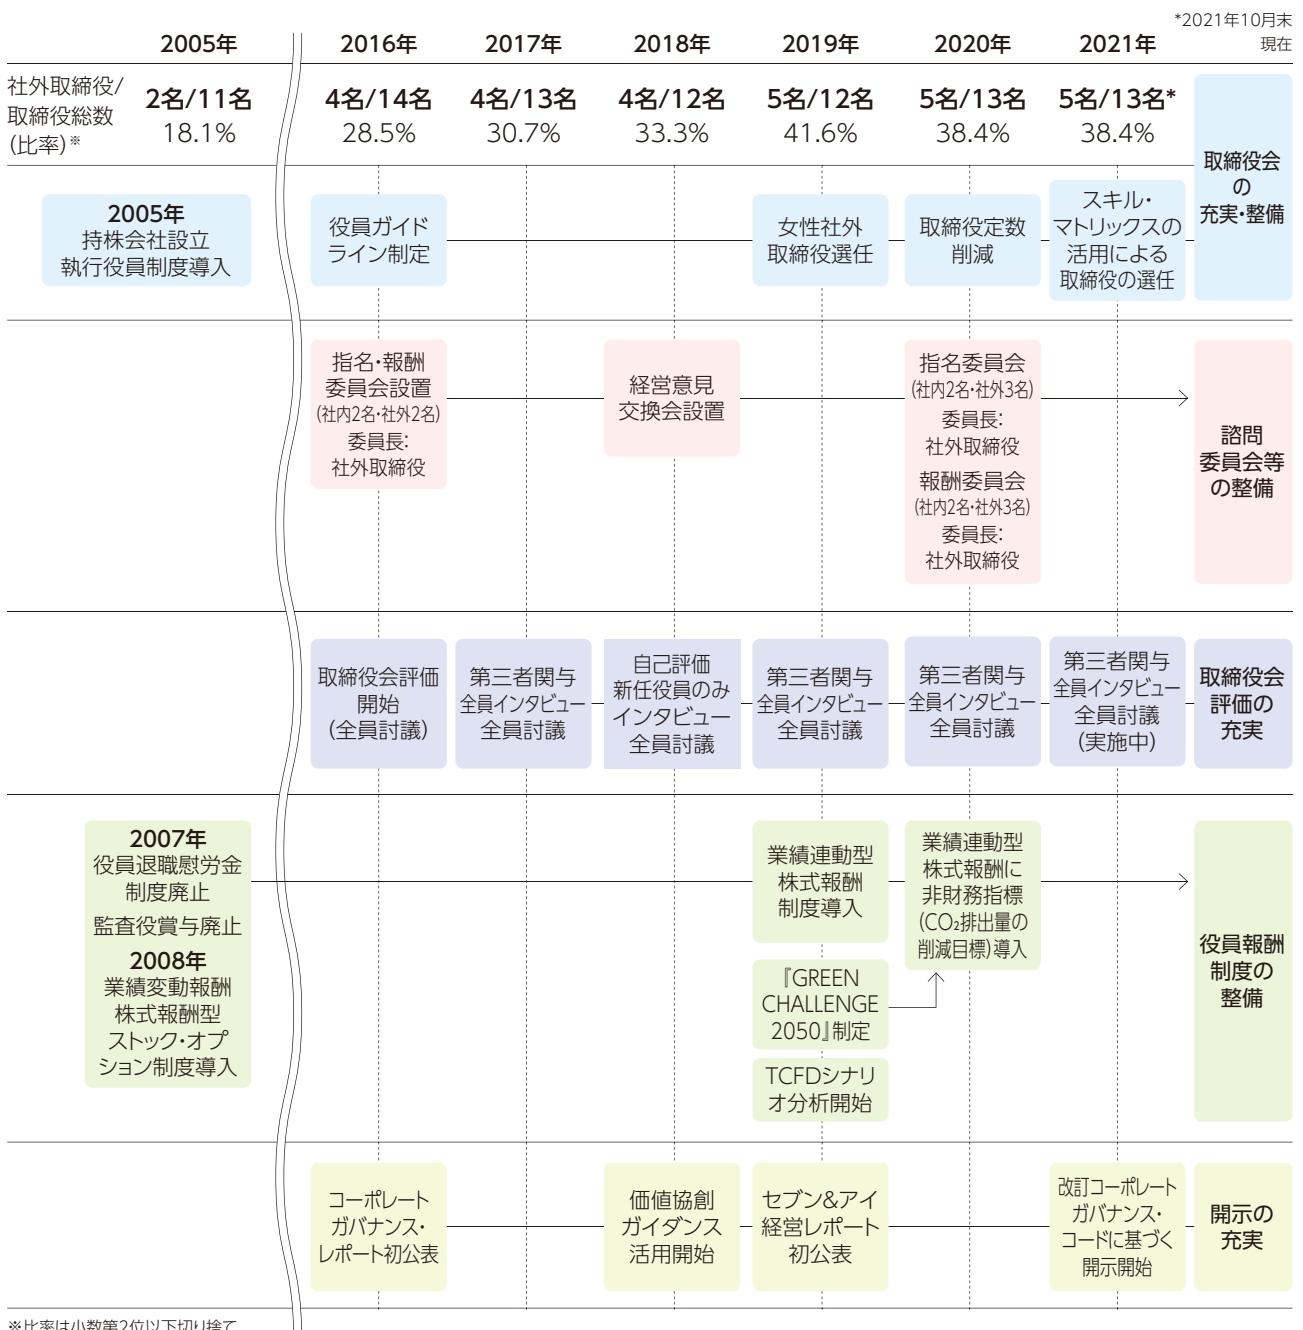 *2021年10月末
現在
2005年 2016年 2017年 2018年 2019年 2020年 2021年
社外取締役/
取締役総数
(比率)※
2名/11名 4名/14名 4名/13名 4名/12名 5名/12名 5名/13名 5名/13名*
18.1% 28.5% 30.7% 33.3% 41.6% 38.4% 38.4%
取締役会
の
充実・整備
2005年
持株会社設立
執行役員制度導入
役員ガイド
ライン制定
女性社外
取締役選任
取締役定数
削減
スキル・
マトリックスの
活用による
取締役の選任
指名・報酬
委員会設置
(社内2名・社外2名)
委員長:
社外取締役
経営意見
交換会設置
指名委員会
(社内2名・社外3名)
委員長:
社外取締役
報酬委員会
(社内2名・社外3名)
委員長:
社外取締役
諮問
委員会等
の整備
取締役会評価
開始
(全員討議)
第三者関与
全員インタビュー
全員討議
自己評価
新任役員のみ
インタビュー
全員討議
第三者関与
全員インタビュー
全員討議
第三者関与
全員インタビュー
全員討議
第三者関与
全員インタビュー
全員討議
(実施中)
取締役会
評価の
充実
2007年
役員退職慰労金
制度廃止
監査役賞与廃止
2008年
業績変動報酬
株式報酬型
ストック・オプ
ション制度導入
業績連動型
株式報酬
制度導入
『GREEN
CHALLENGE
2050』制定
TCFDシナリ
オ分析開始
業績連動型
株式報酬に
非財務指標
(CO₂排出量の
削減目標)導入
役員報酬
制度の
整備
コーポレート
ガバナンス・
レポート初公表
価値協創
ガイダンス
活用開始
セブン&アイ
経営レポート
初公表
改訂コーポレート
ガバナンス・
コードに基づく
開示開始
開示の
充実
※比率は小数第2位以下切り捨て